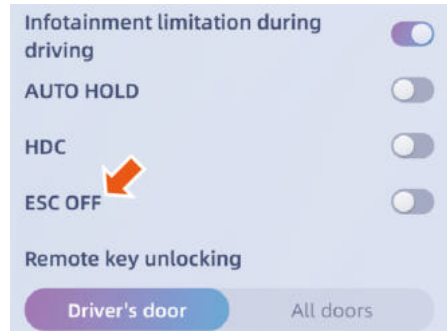 Infotainment limitation during
driving
AUTO HOLD
HDC
ESC OFF
Remote key unlocking
Driver's door
All doors